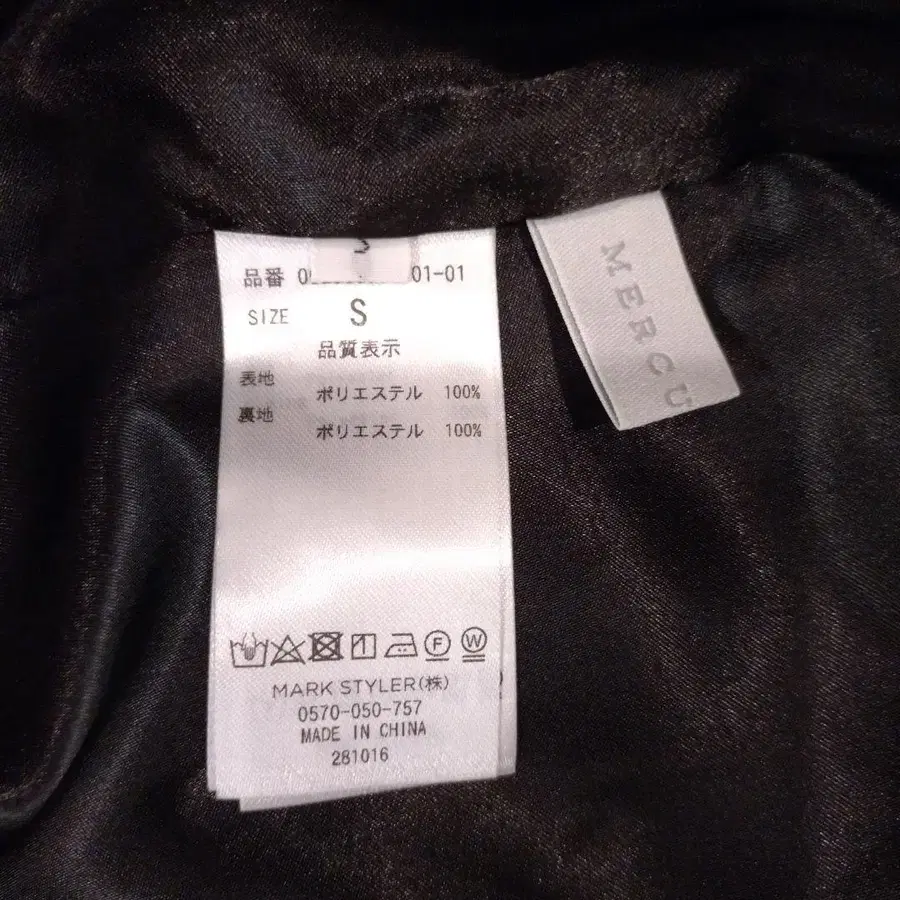 品番 01-01
SIZE S
品質表示
表地 ポリエステル 100%
裏地 ポリエステル 100%
F W
MARK STYLER(株)
0570-050-757
MADE IN CHINA
281016
MERCU